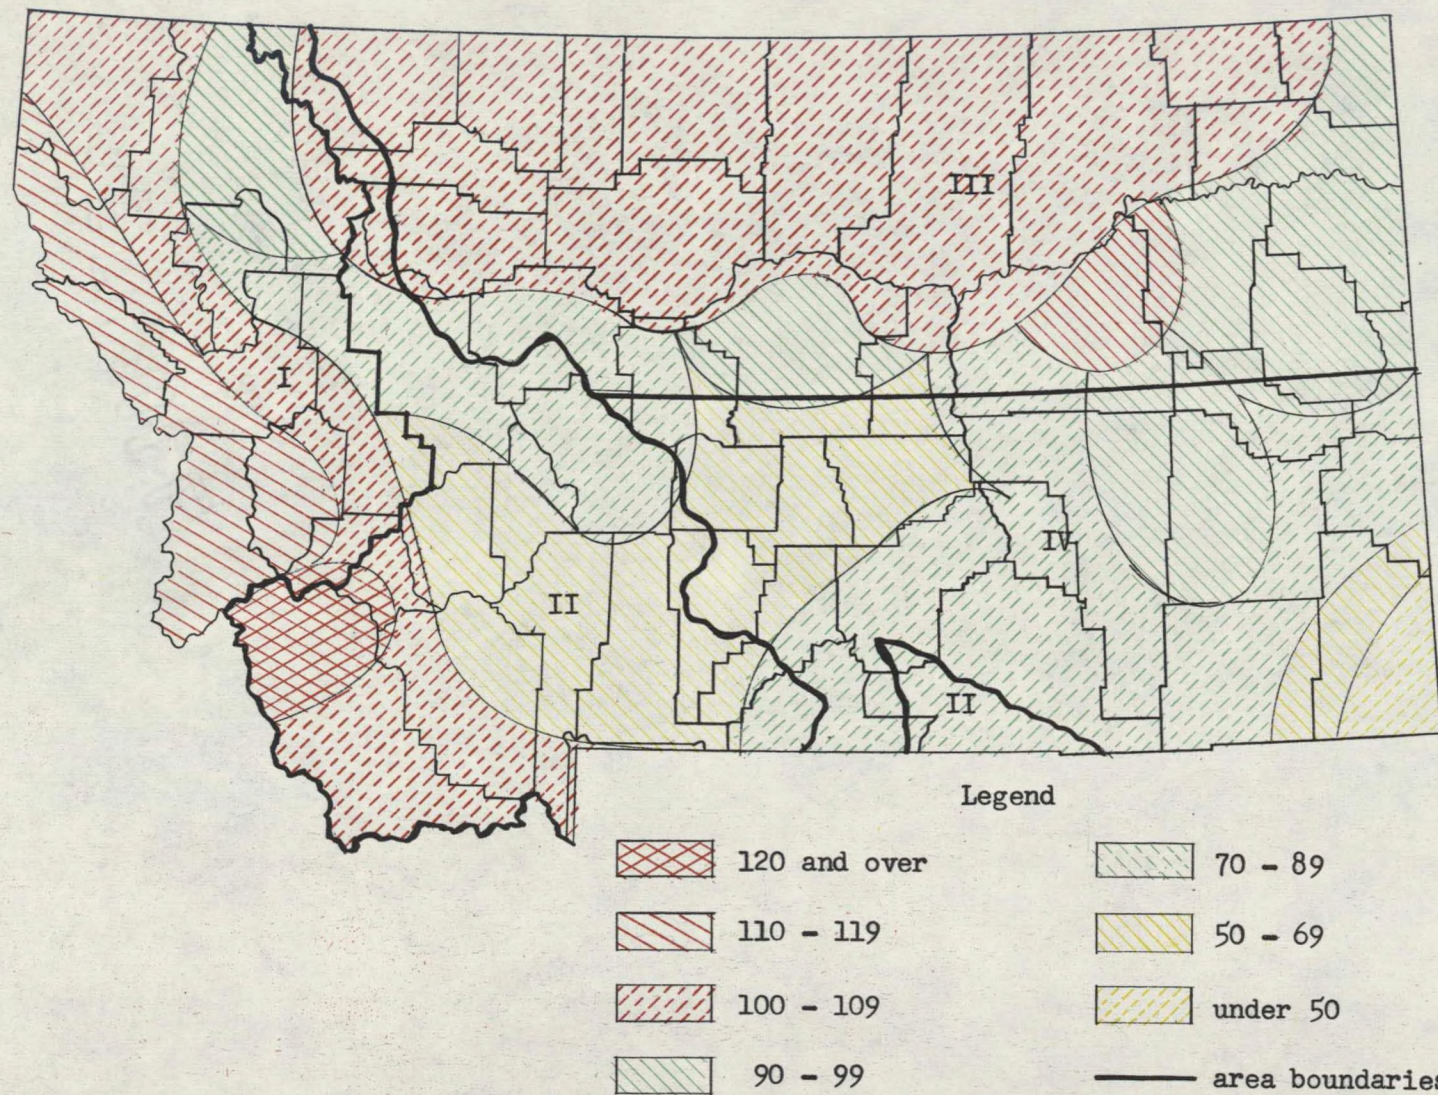 III
I
IV
II
II
Legend
120 and over
110 - 119
100 - 109
90 - 99
70 - 89
50 - 69
under 50
area boundaries